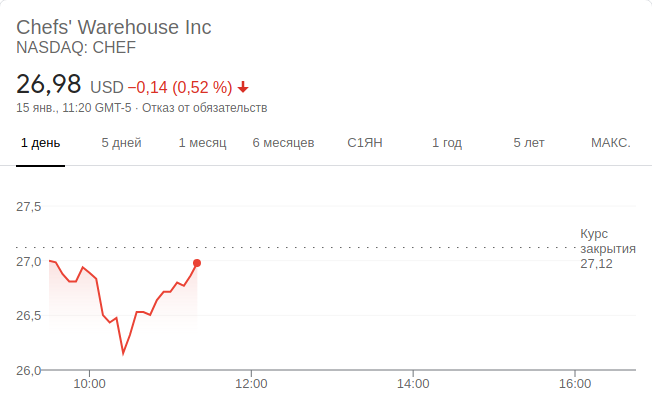 Chefs' Warehouse Inc
NASDAQ: CHEF
26,98 USD −0,14 (0,52 %)
15 янв., 11:20 GMT-5 · Отказ от обязательств
1 день 5 дней 1 месяц 6 месяцев С1ЯН 1 год 5 лет МАКС.
27,5
Курс
закрытия
27,12
27,0
26,5
26,0
10:00 12:00 14:00 16:00